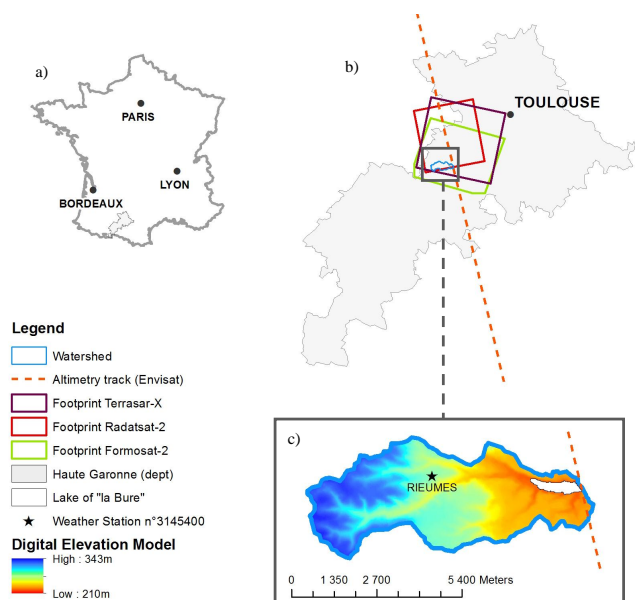 a)
PARIS
LYON
BORDEAUX
b)
TOULOUSE
Legend
Watershed
Altimetry track (Envisat)
Footprint Terrasar-X
Footprint Radatsat-2
Footprint Formosat-2
Haute Garonne (dept)
Lake of "la Bure"
Weather Station n°3145400
Digital Elevation Model
High : 343m
Low : 210m
c)
RIEUMES
0 1 350 2 700 5 400 Meters